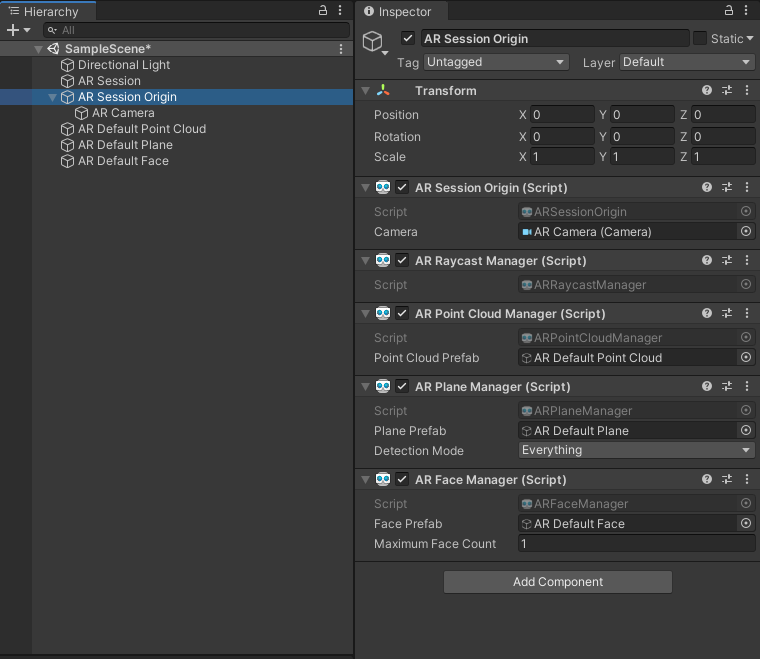 Hierarchy
All
SampleScene*
Directional Light
AR Session
AR Session Origin
AR Camera
AR Default Point Cloud
AR Default Plane
AR Default Face
Inspector
AR Session Origin
Static
Tag Untagged Layer Default
Transform
Position X 0 Y 0 Z 0
Rotation X 0 Y 0 Z 0
Scale X 1 Y 1 Z 1
AR Session Origin (Script)
Script ARSessionOrigin
Camera AR Camera (Camera)
AR Raycast Manager (Script)
Script ARRaycastManager
AR Point Cloud Manager (Script)
Script ARPointCloudManager
Point Cloud Prefab AR Default Point Cloud
AR Plane Manager (Script)
Script ARPlaneManager
Plane Prefab AR Default Plane
Detection Mode Everything
AR Face Manager (Script)
Script ARFaceManager
Face Prefab AR Default Face
Maximum Face Count 1
Add Component